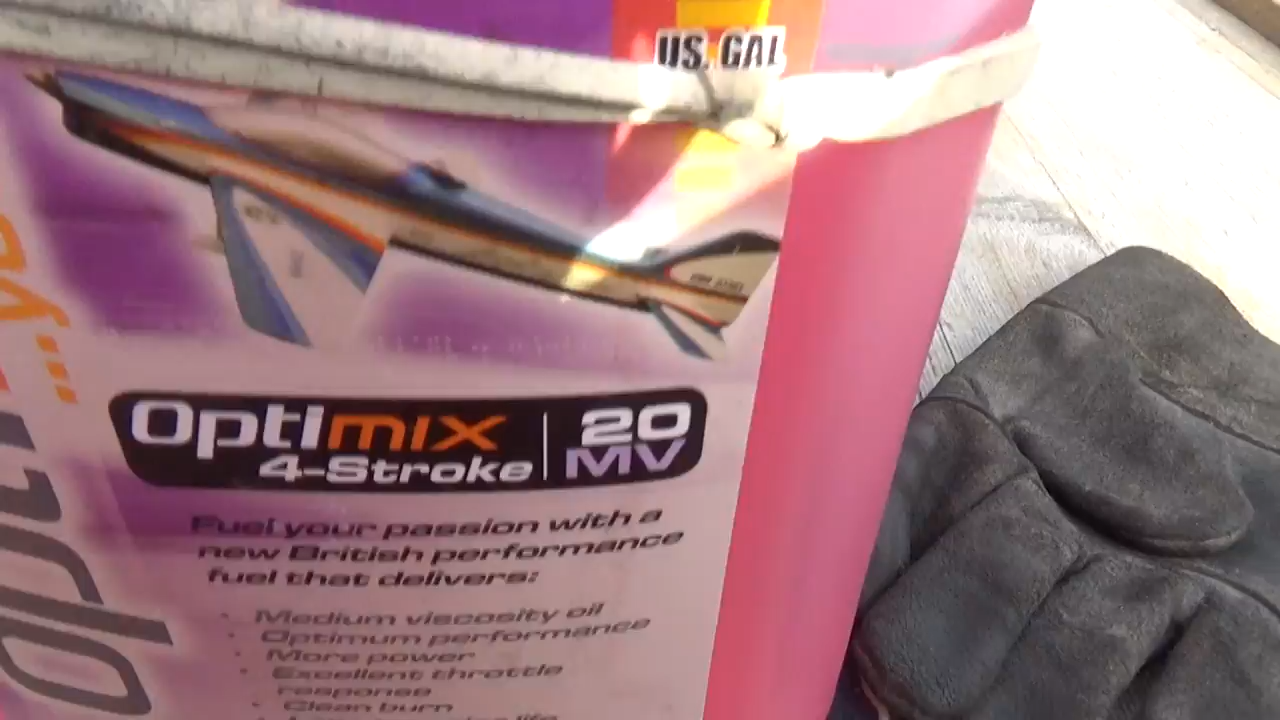 US. GAL
Optimix
4-Stroke
20
MV
Fuel your passion with a
new British performance
fuel that delivers:
• Medium viscosity oil
• Optimum performance
• More power
• Excellent throttle
response
• Clean burn